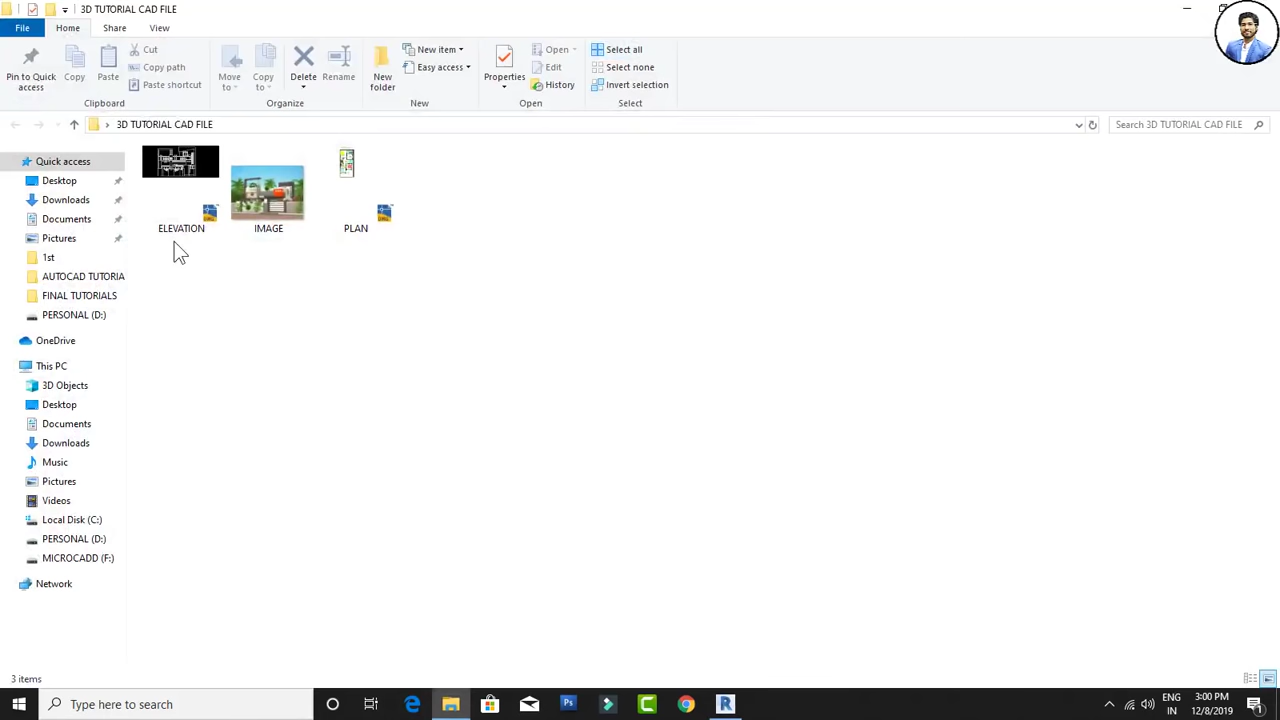 3D TUTORIAL CAD FILE
File Home Share View
Pin to Quick access
Copy
Paste
Cut
Copy path
Paste shortcut
Clipboard
Move to
Copy to
Delete
Rename
Organize
New folder
New item
Easy access
New
Properties
Open
Edit
History
Open
Select all
Select none
Invert selection
Select
3D TUTORIAL CAD FILE
Search 3D TUTORIAL CAD FILE
Quick access
Desktop
Downloads
Documents
Pictures
1st
AUTOCAD TUTORIA
FINAL TUTORIALS
PERSONAL (D:)
OneDrive
This PC
3D Objects
Desktop
Documents
Downloads
Music
Pictures
Videos
Local Disk (C:)
PERSONAL (D:)
MICROCADD (F:)
Network
ELEVATION IMAGE PLAN
3 items
Type here to search
Ps
R
ENG
IN
3:00 PM
12/8/2019
1